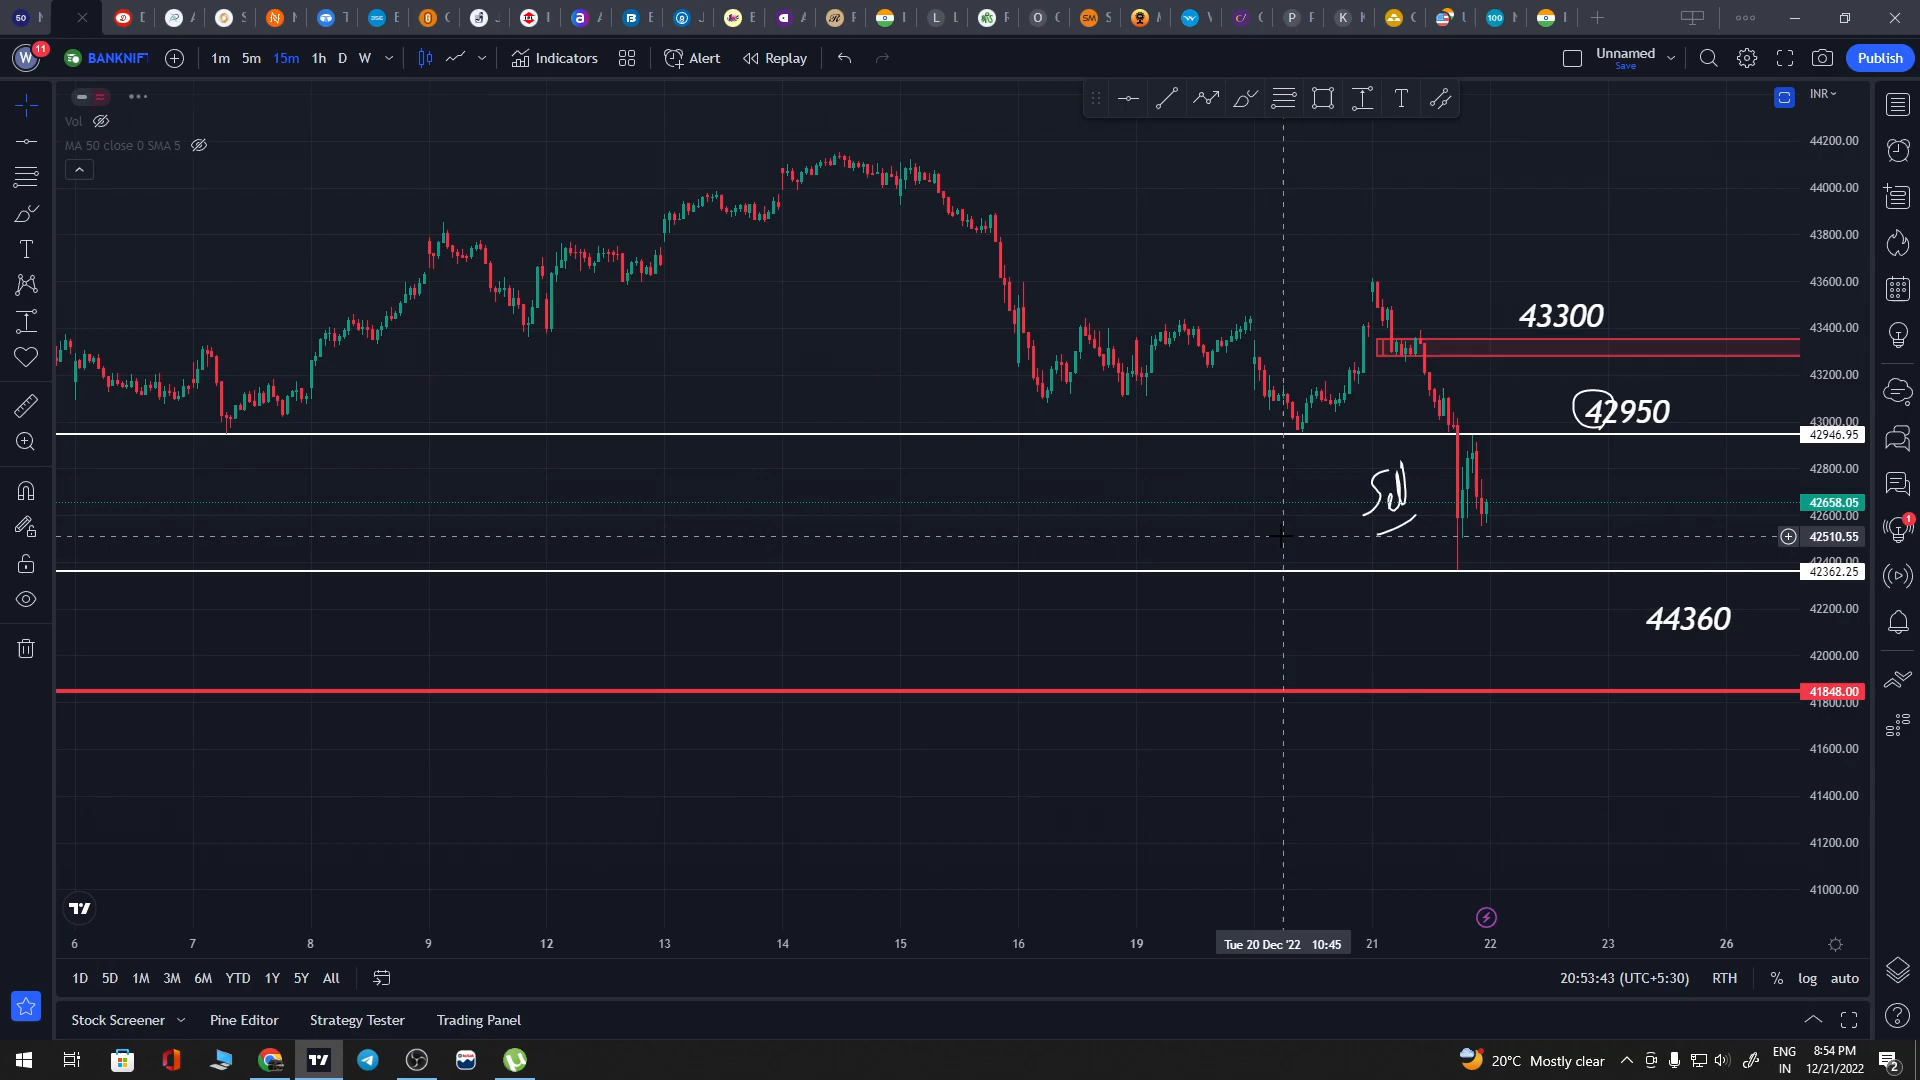 50 N D A S N T E G J I A B J E A R I L F O SM S M W C P K G U 100 N I
W 11 BANKNIFT 1m 5m 15m 1h D W Indicators Alert Replay Unnamed Save Publish
INR
Vol
MA 50 close 0 SMA 5
44200.00
44000.00
43800.00
43600.00
43300
43400.00
43200.00
42950
43000.00
42946.95
42800.00
Sell
42658.05
42600.00
42510.55
42400.00
42362.25
44360
42200.00
42000.00
41848.00
41800.00
41600.00
41400.00
41200.00
41000.00
6 7 8 9 12 13 14 15 16 19 Tue 20 Dec '22 10:45 21 22 23 26
1D 5D 1M 3M 6M YTD 1Y 5Y All 20:53:43 (UTC+5:30) RTH % log auto
Stock Screener Pine Editor Strategy Tester Trading Panel
20°C Mostly clear ENG IN 8:54 PM 12/21/2022 2